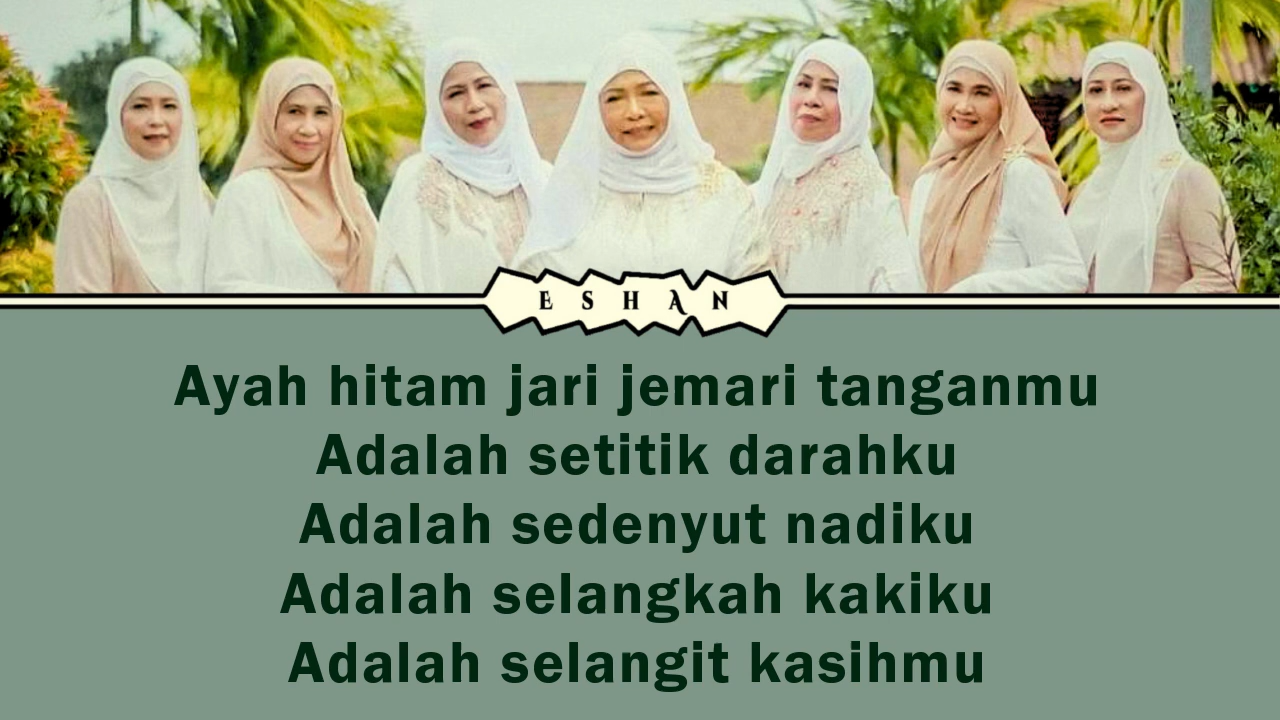 ESHAN
Ayah hitam jari jemari tanganmu
Adalah setitik darahku
Adalah sedenyut nadiku
Adalah selangkah kakiku
Adalah selangit kasihmu